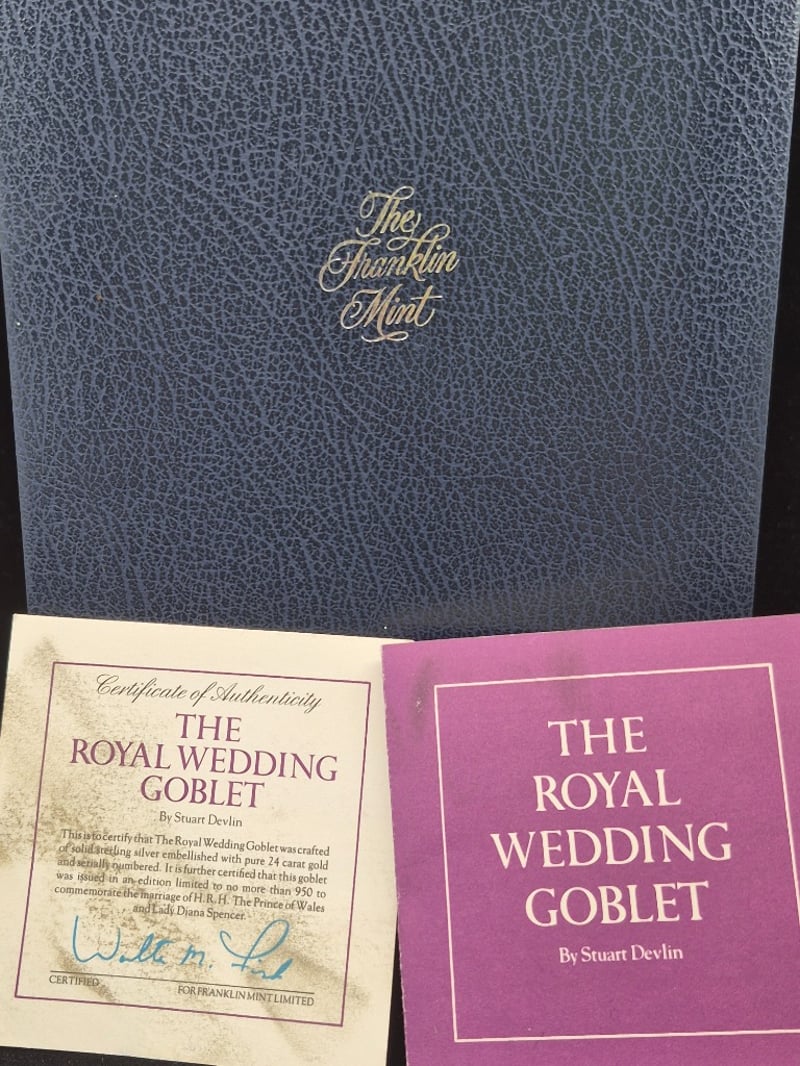 The
Franklin
Mint
Certificate of Authenticity
THE
ROYAL WEDDING
GOBLET
By Stuart Devlin
This is to certify that The Royal Wedding Goblet was crafted
of solid sterling silver embellished with pure 24 carat gold
and serially numbered. It is further certified that this goblet
was issued in an edition limited to no more than 950 to
commemorate the marriage of H. R. H. The Prince of Wales
and Lady Diana Spencer.
Walter M.
CERTIFIED
FOR FRANKLIN MINT LIMITED
THE
ROYAL
WEDDING
GOBLET
By Stuart Devlin